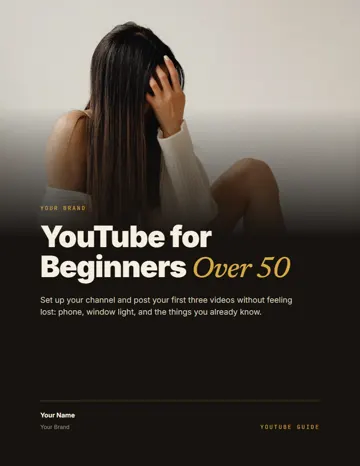 YOUR BRAND
YouTube for
Beginners Over 50
Set up your channel and post your first three videos without feeling
lost: phone, window light, and the things you already know.
Your Name
Your Brand
YOUTUBE GUIDE